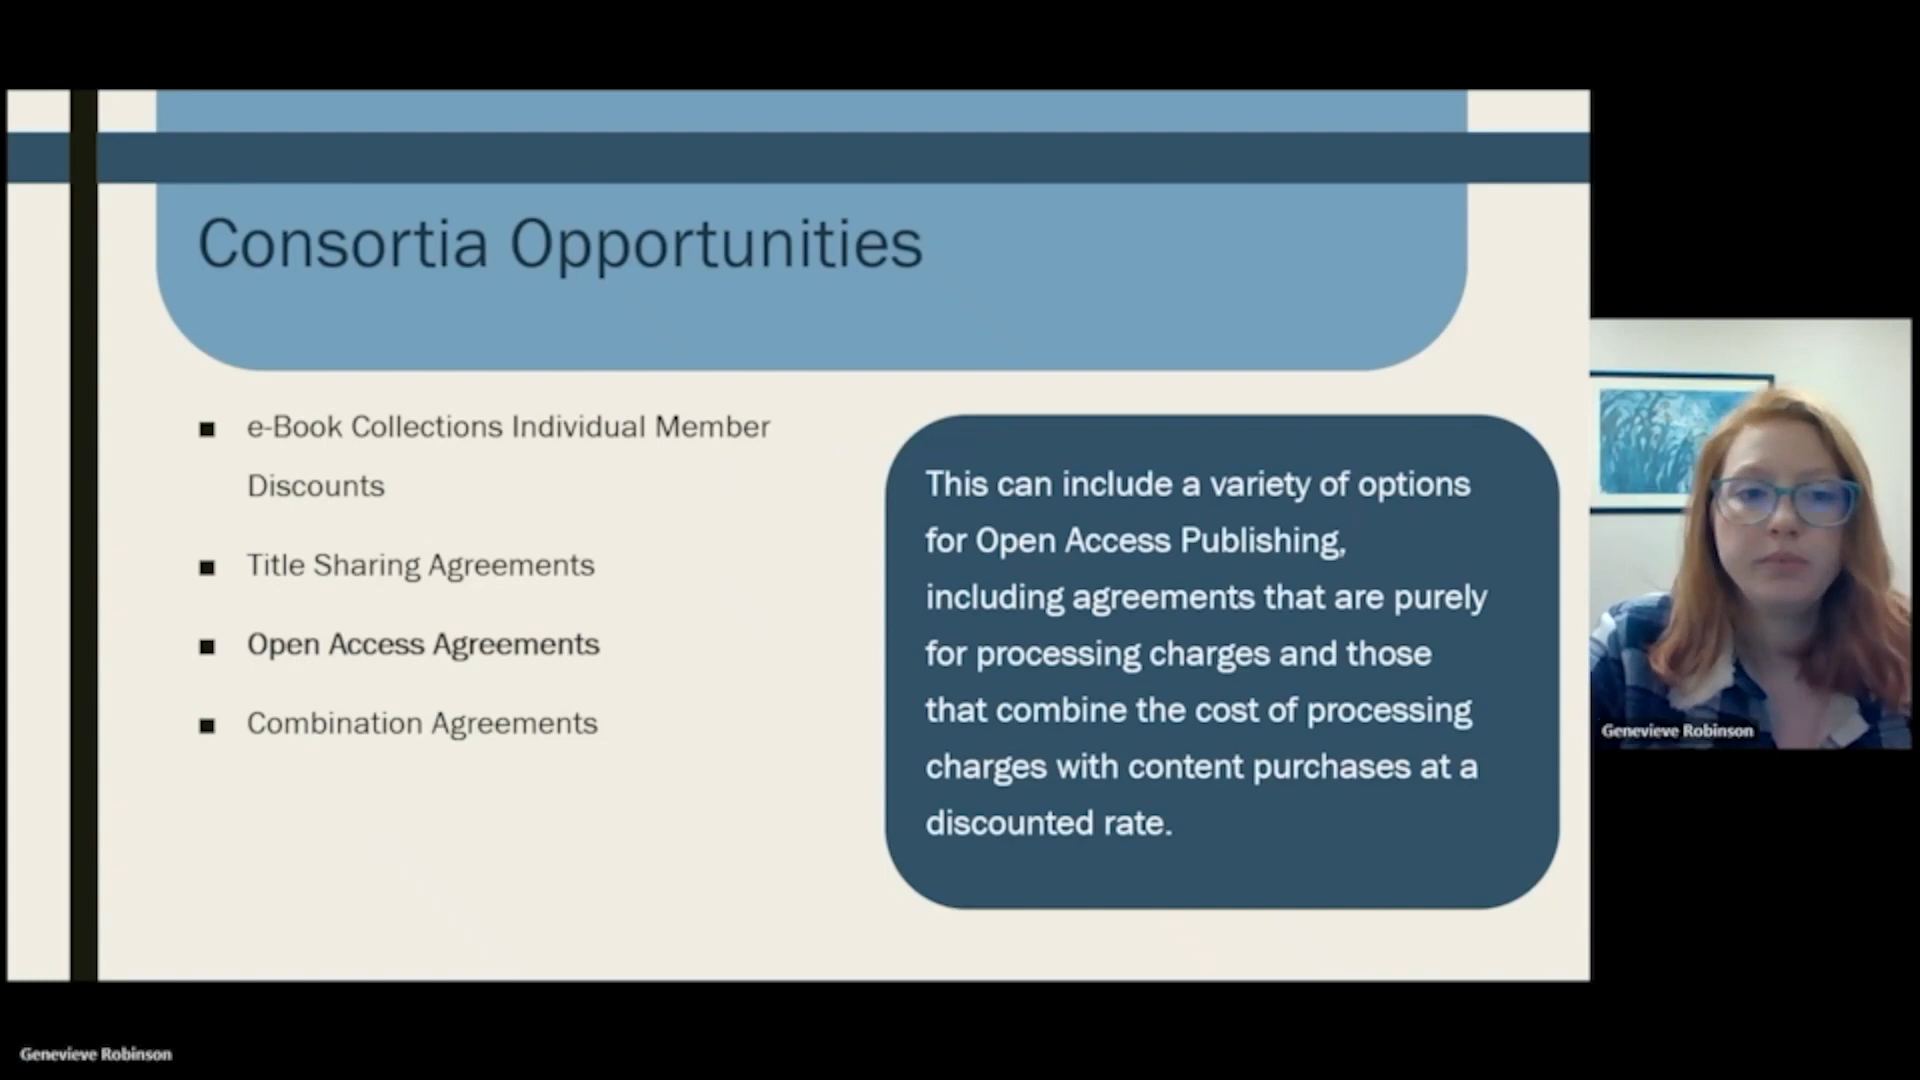 Consortia Opportunities
■ e-Book Collections Individual Member
Discounts
■ Title Sharing Agreements
■ Open Access Agreements
■ Combination Agreements
This can include a variety of options
for Open Access Publishing,
including agreements that are purely
for processing charges and those
that combine the cost of processing
charges with content purchases at a
discounted rate.
Genevieve Robinson
Genevieve Robinson